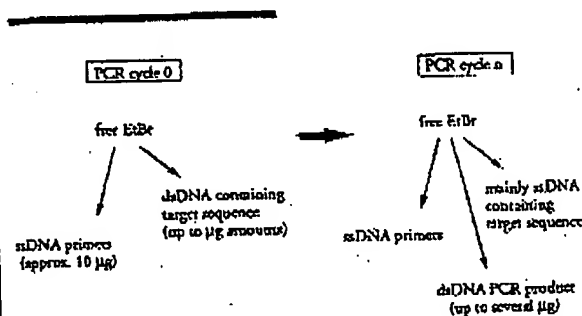 PCR cycle 0
free EtBr
dsDNA containing
target sequence
(up to µg amounts)
ssDNA primers
(approx. 10 µg)
PCR cycle n
free EtBr
mainly ssDNA
containing
target sequence
ssDNA primers
dsDNA PCR product
(up to several µg)